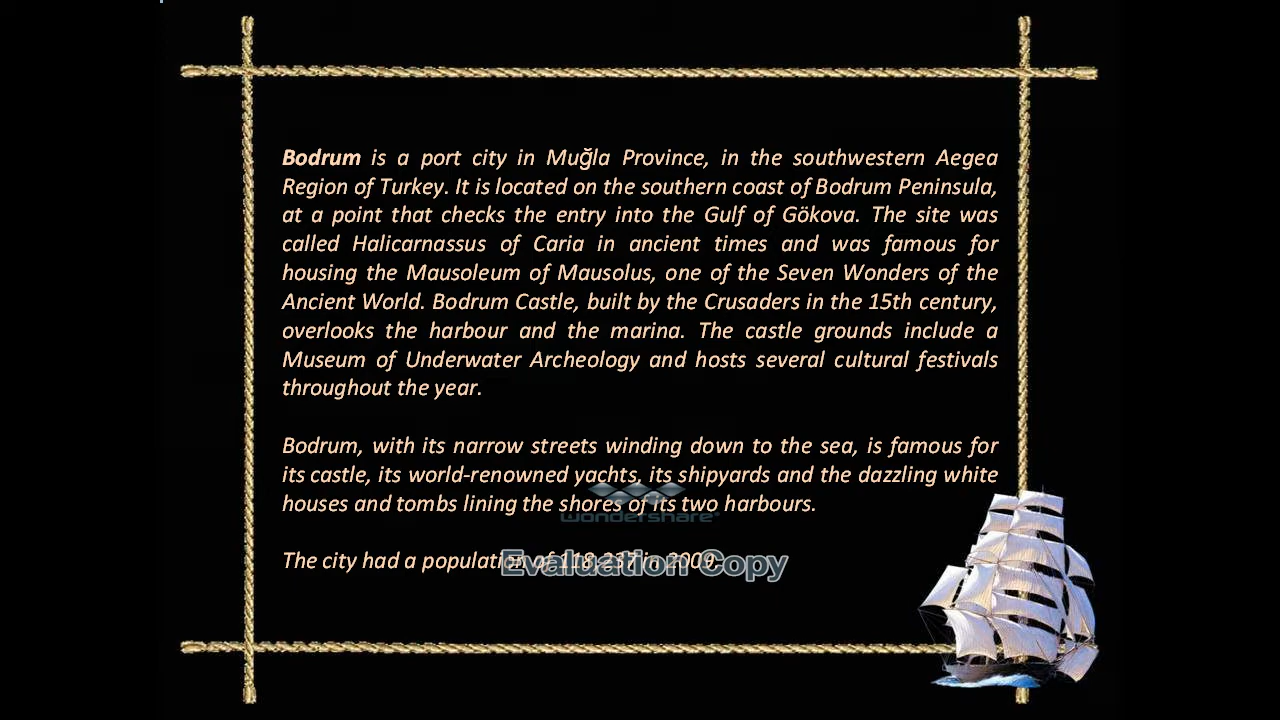 Bodrum is a port city in Muğla Province, in the southwestern Aegea
Region of Turkey. It is located on the southern coast of Bodrum Peninsula,
at a point that checks the entry into the Gulf of Gökova. The site was
called Halicarnassus of Caria in ancient times and was famous for
housing the Mausoleum of Mausolus, one of the Seven Wonders of the
Ancient World. Bodrum Castle, built by the Crusaders in the 15th century,
overlooks the harbour and the marina. The castle grounds include a
Museum of Underwater Archeology and hosts several cultural festivals
throughout the year.
Bodrum, with its narrow streets winding down to the sea, is famous for
its castle, its world-renowned yachts, its shipyards and the dazzling white
houses and tombs lining the shores of its two harbours.
wondershare
The city had a population of 118,237 in 2009.
Evaluation Copy